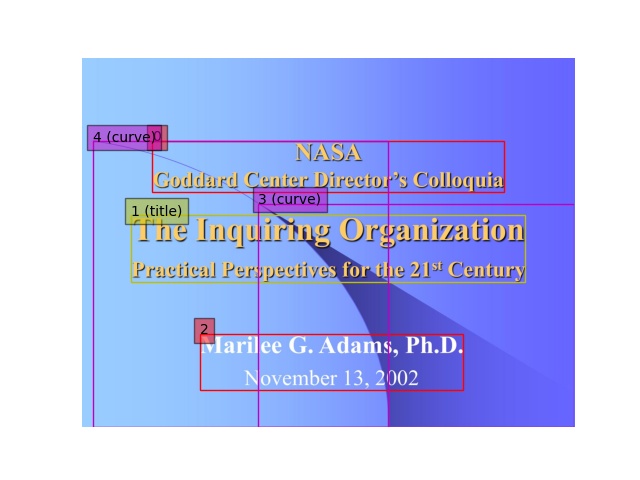 4 (curve)
0
NASA
Goddard Center Director's Colloquia
3 (curve)
1 (title)
The Inquiring Organization
Practical Perspectives for the 21st Century
2
Marilee G. Adams, Ph.D.
November 13, 2002